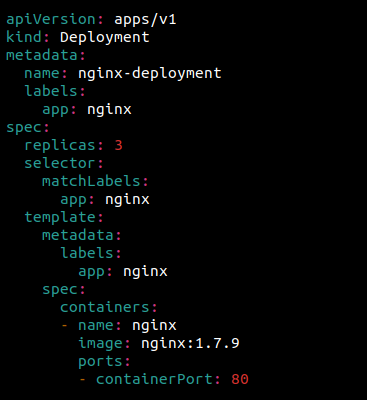 apiVersion: apps/v1
kind: Deployment
metadata:
  name: nginx-deployment
  labels:
    app: nginx
spec:
  replicas: 3
  selector:
    matchLabels:
      app: nginx
  template:
    metadata:
      labels:
        app: nginx
    spec:
      containers:
      - name: nginx
        image: nginx:1.7.9
        ports:
        - containerPort: 80